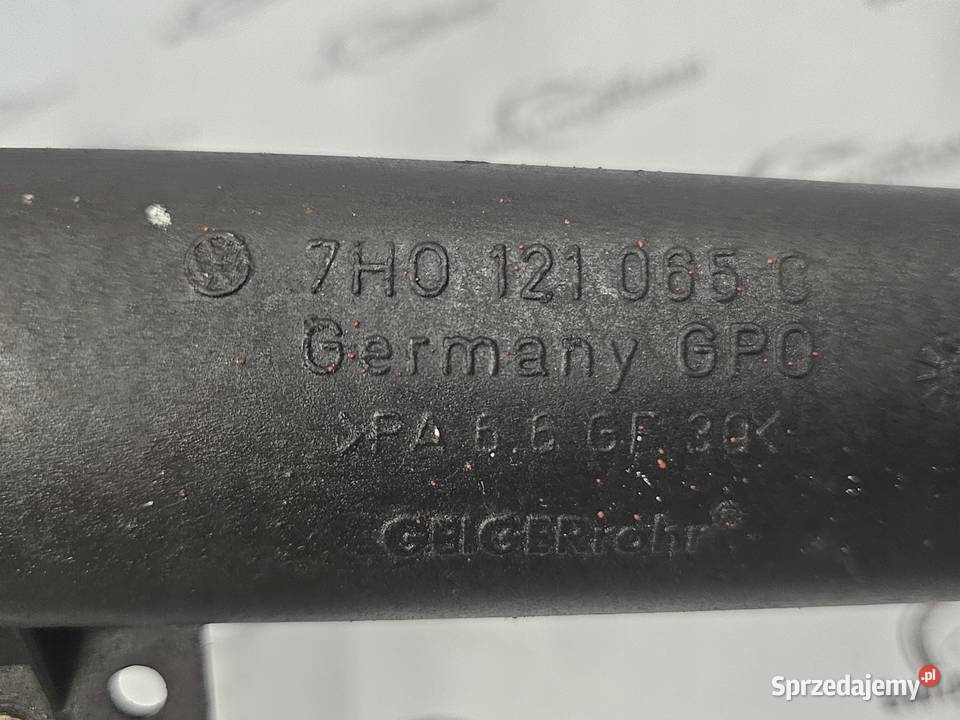 7H0 121 065 C
Germany GPO
>PA 6.6 GF 30<
GEIGERrohr®
Sprzedajemy.pl